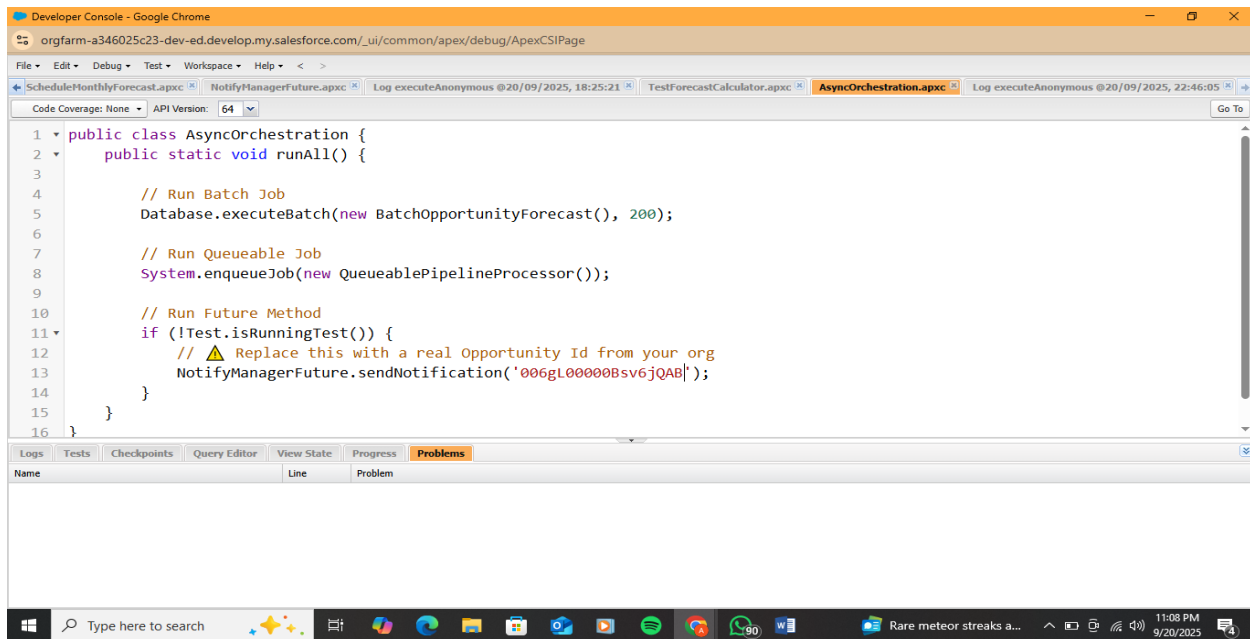 Developer Console - Google Chrome
orgfarm-a346025c23-dev-ed.develop.my.salesforce.com/_ui/common/apex/debug/ApexCSIPage
File Edit Debug Test Workspace Help < >
ScheduleMonthlyForecast.apxc NotifyManagerFuture.apxc Log executeAnonymous @20/09/2025, 18:25:21 TestForecastCalculator.apxc AsyncOrchestration.apxc Log executeAnonymous @20/09/2025, 22:46:05
Code Coverage: None API Version: 64 Go To
1 public class AsyncOrchestration {
2 public static void runAll() {
3
4 // Run Batch Job
5 Database.executeBatch(new BatchOpportunityForecast(), 200);
6
7 // Run Queueable Job
8 System.enqueueJob(new QueueablePipelineProcessor());
9
10 // Run Future Method
11 if (!Test.isRunningTest()) {
12 // ⚠ Replace this with a real Opportunity Id from your org
13 NotifyManagerFuture.sendNotification('006gL00000Bsv6jQAB');
14 }
15 }
16 }
Logs Tests Checkpoints Query Editor View State Progress Problems
Name Line Problem
Type here to search 90 Rare meteor streaks a... 11:08 PM 4
9/20/2025